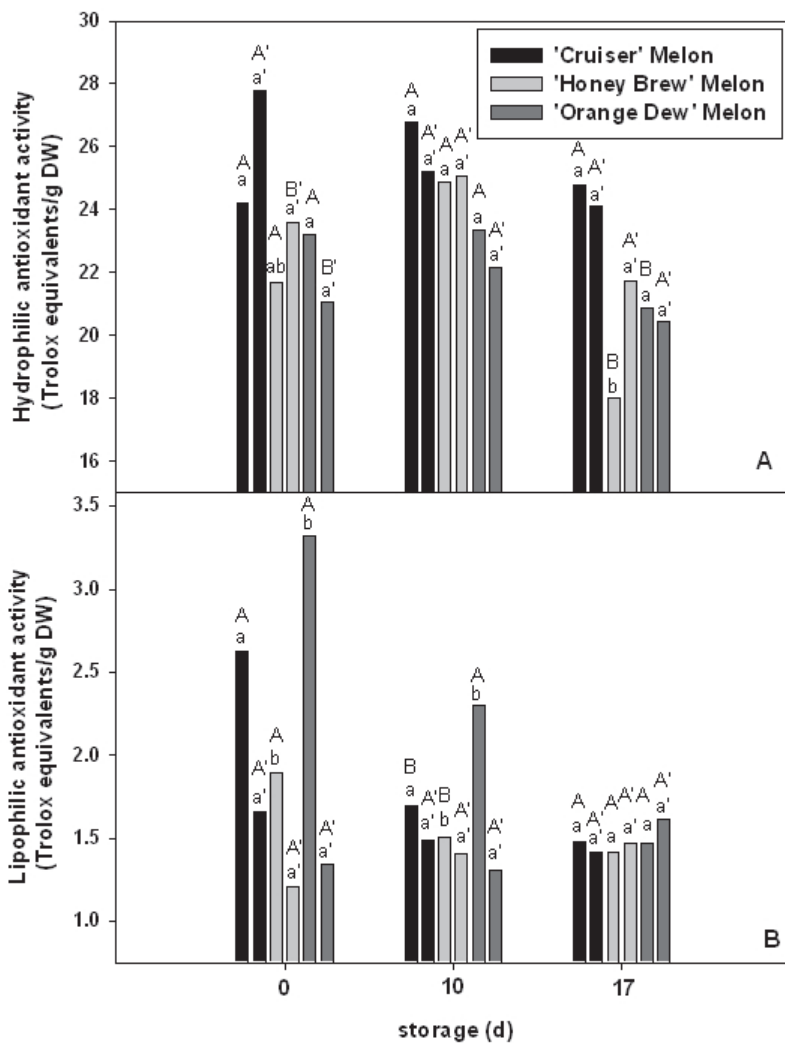 Hydrophilic antioxidant activity
(Trolox equivalents/g DW)
30
28
26
24
22
20
18
16
'Cruiser' Melon
'Honey Brew' Melon
'Orange Dew' Melon
A
a
A'
a'
A
ab
B'
a'
A
a
B'
a'
A
a
A'
a'
A
a
A'
a'
A
a
A'
a'
A
a
A'
a'
B
b
A'
a'
B
a
A'
a'
A
Lipophilic antioxidant activity
(Trolox equivalents/g DW)
3.5
3.0
2.5
2.0
1.5
1.0
A
a
A'
a'
A
b
A'
a'
A
b
A'
a'
B
a
A'
a'
B
b
A'
a'
A
b
A'
a'
A
a
A'
a'
A
a
A'
a'
A
a
A'
a'
B
0 10 17
storage (d)